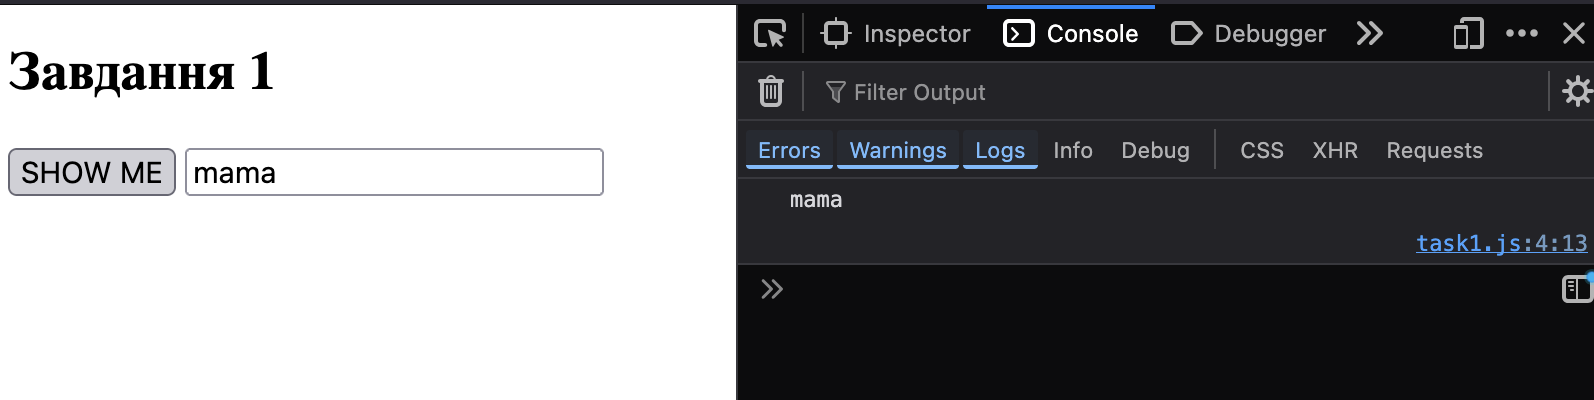 Завдання 1
SHOW ME mama
Inspector Console Debugger
Filter Output
Errors Warnings Logs Info Debug CSS XHR Requests
mama
task1.js:4:13